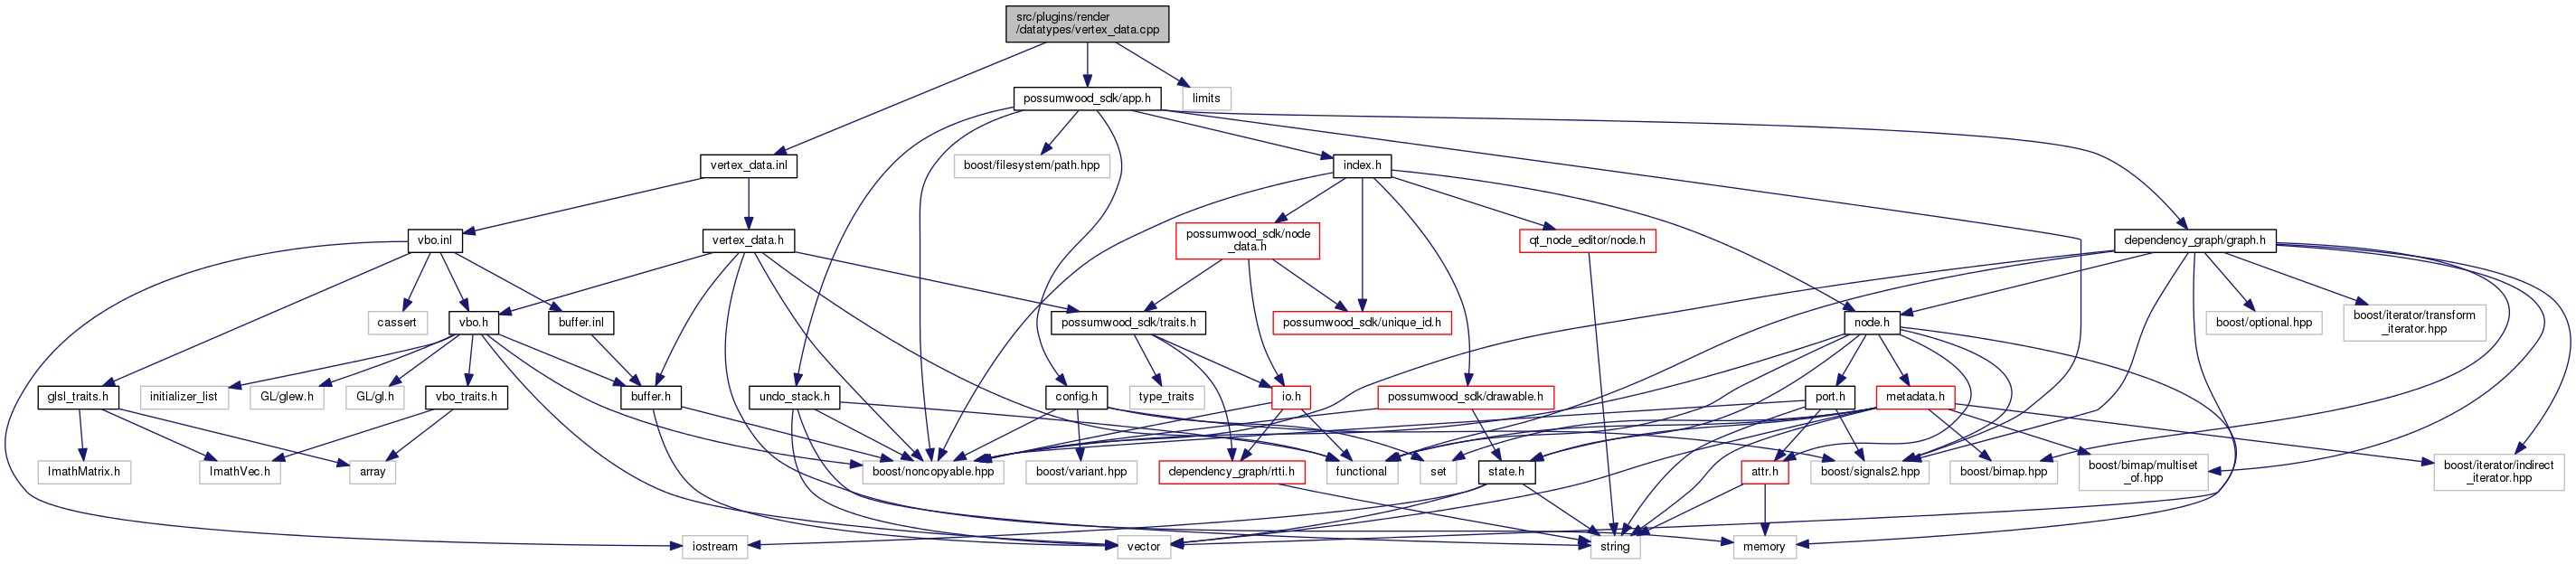 src/plugins/render
/datatypes/vertex_data.cpp
possumwood_sdk/app.h
limits
vertex_data.inl
boost/filesystem/path.hpp
index.h
vbo.inl
vertex_data.h
possumwood_sdk/node
_data.h
qt_node_editor/node.h
dependency_graph/graph.h
cassert
vbo.h
buffer.inl
possumwood_sdk/traits.h
possumwood_sdk/unique_id.h
node.h
boost/optional.hpp
boost/iterator/transform
_iterator.hpp
glsl_traits.h
initializer_list
GL/glew.h
GL/gl.h
vbo_traits.h
buffer.h
undo_stack.h
config.h
type_traits
io.h
possumwood_sdk/drawable.h
port.h
metadata.h
ImathMatrix.h
ImathVec.h
array
boost/noncopyable.hpp
boost/variant.hpp
dependency_graph/rtti.h
functional
set
state.h
attr.h
boost/signals2.hpp
boost/bimap.hpp
boost/bimap/multiset
_of.hpp
boost/iterator/indirect
_iterator.hpp
iostream
vector
string
memory